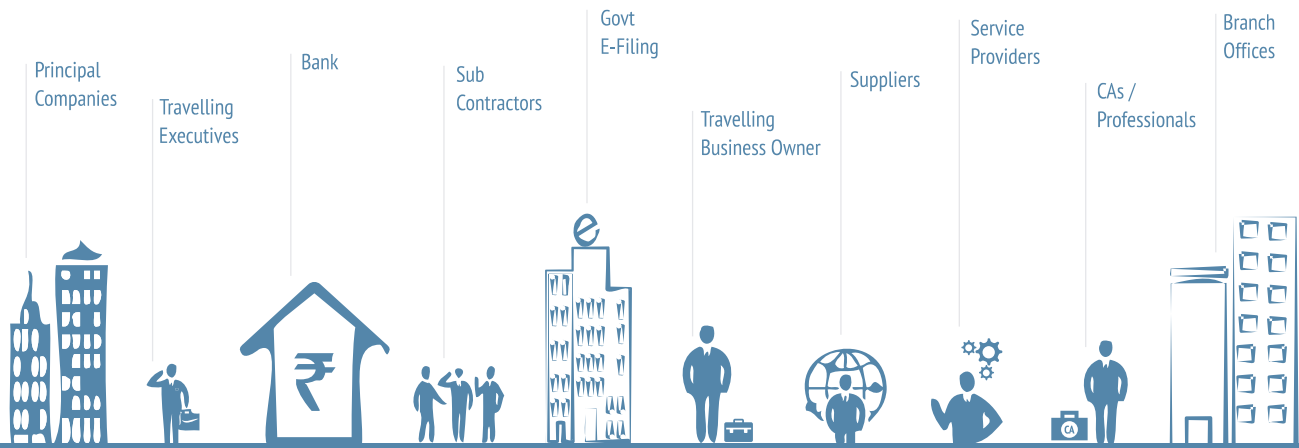 Principal
Companies
Travelling
Executives
Bank
₹
Sub
Contractors
Govt
E-Filing
e
Travelling
Business Owner
Suppliers
Service
Providers
CAs /
Professionals
CA
Branch
Offices